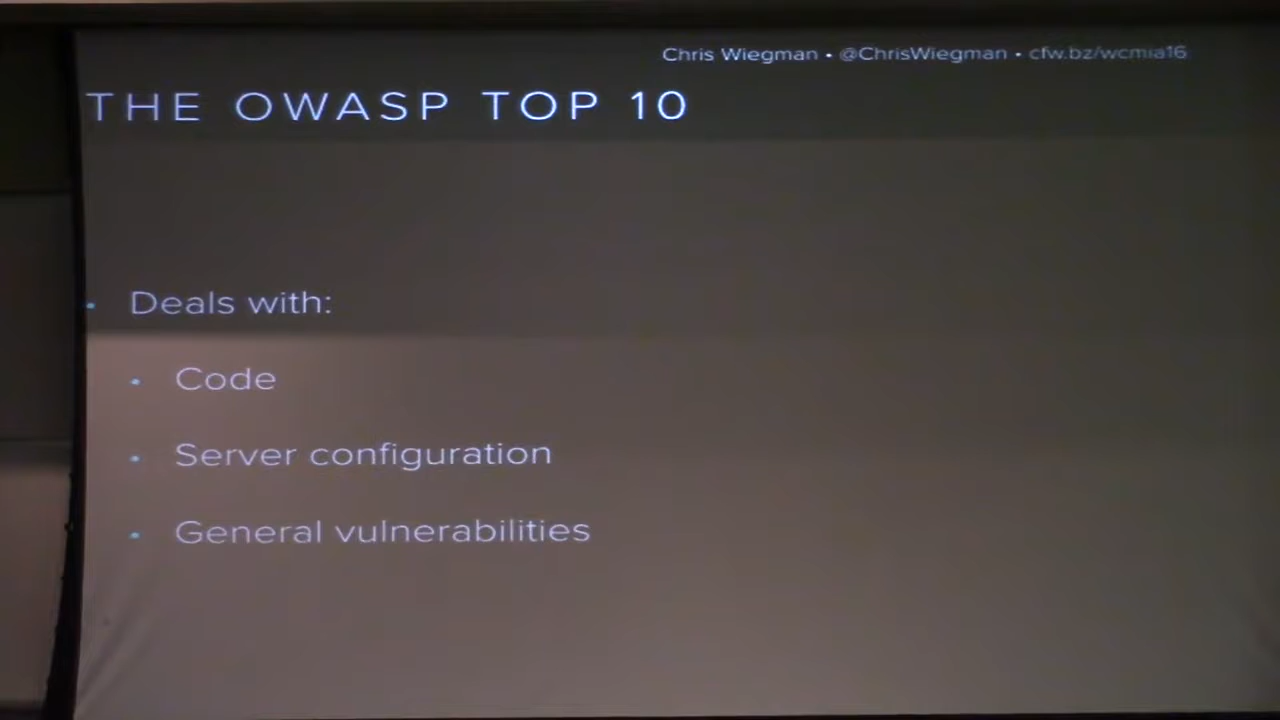 Chris Wiegman • @ChrisWiegman • cfw.bz/wcmia16
THE OWASP TOP 10
• Deals with:
• Code
• Server configuration
• General vulnerabilities